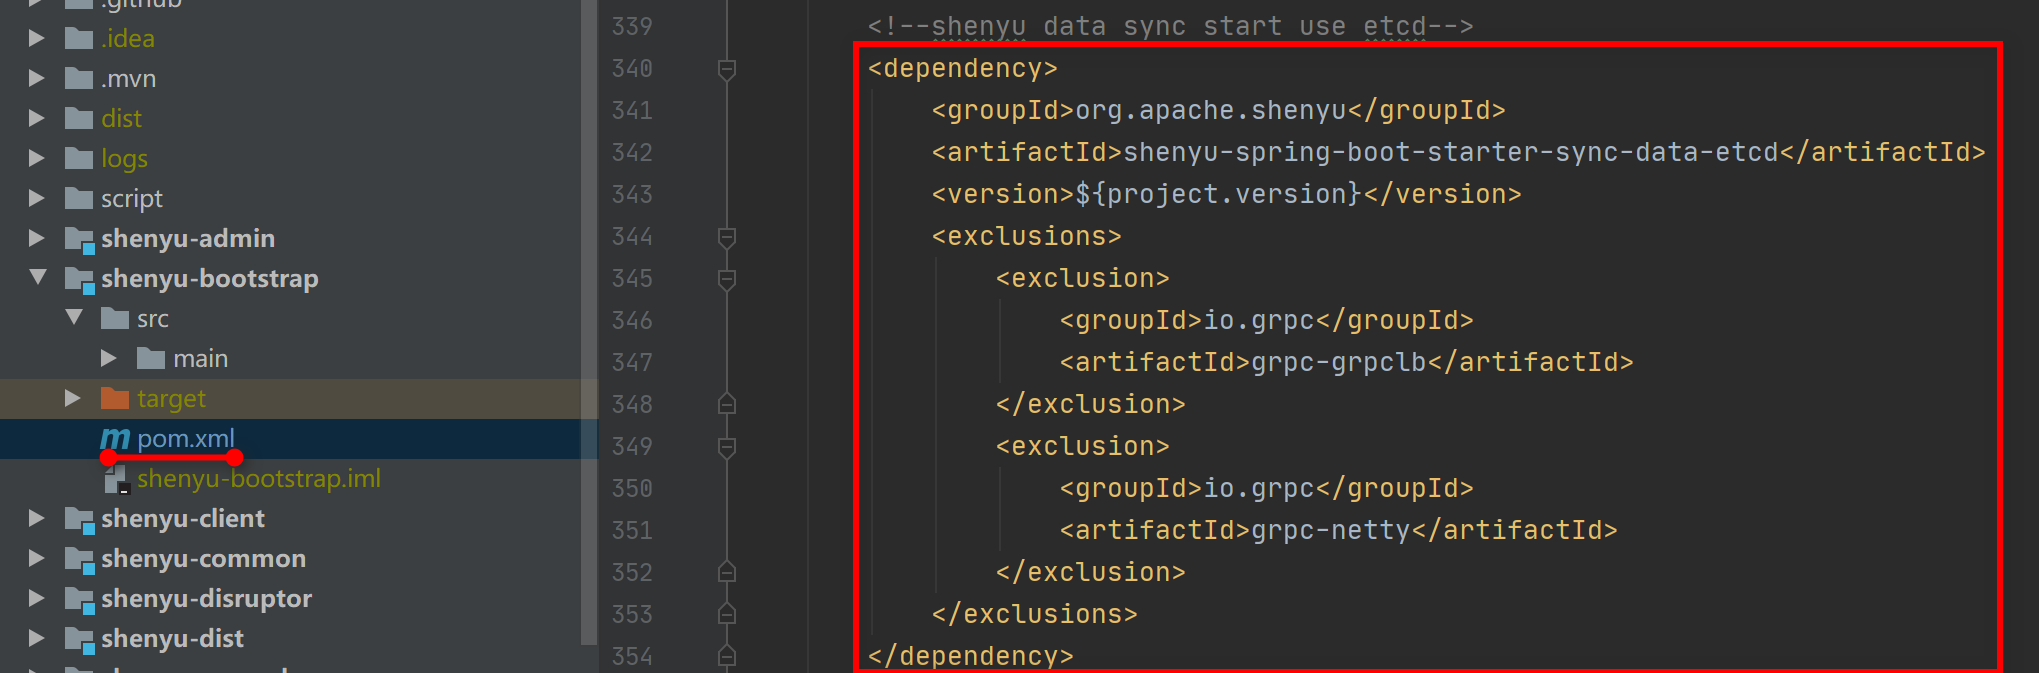 .github
.idea
.mvn
dist
logs
script
shenyu-admin
shenyu-bootstrap
src
main
target
pom.xml
shenyu-bootstrap.iml
shenyu-client
shenyu-common
shenyu-disruptor
shenyu-dist
339 <!--shenyu data sync start use etcd-->
340 <dependency>
341 <groupId>org.apache.shenyu</groupId>
342 <artifactId>shenyu-spring-boot-starter-sync-data-etcd</artifactId>
343 <version>${project.version}</version>
344 <exclusions>
345 <exclusion>
346 <groupId>io.grpc</groupId>
347 <artifactId>grpc-grpclb</artifactId>
348 </exclusion>
349 <exclusion>
350 <groupId>io.grpc</groupId>
351 <artifactId>grpc-netty</artifactId>
352 </exclusion>
353 </exclusions>
354 </dependency>